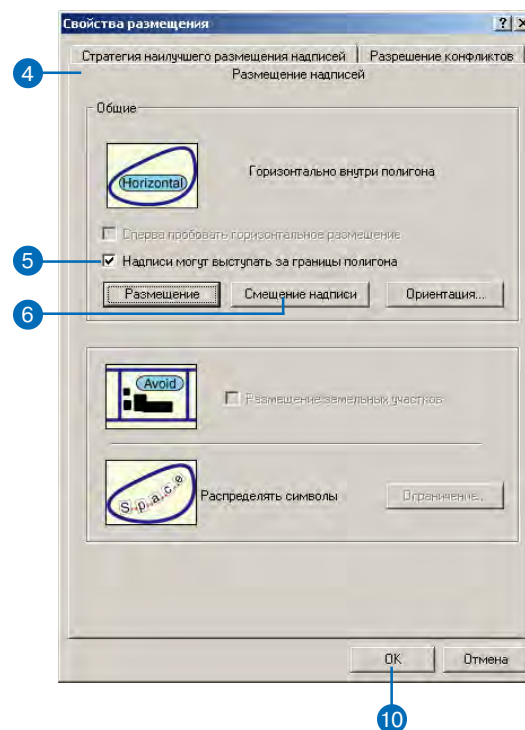 Свойства размещения
Стратегия наилучшего размещения надписей
Разрешение конфликтов
4
Размещение надписей
Общие
Horizontal
Горизонтально внутри полигона
Сперва пробовать горизонтальное размещение
5
Надписи могут выступать за границы полигона
Размещение
Смещение надписи
Ориентация...
6
Avoid
Размещение земельных участков
S p a c e
Распределять символы
Ограничение..
OK
Отмена
10